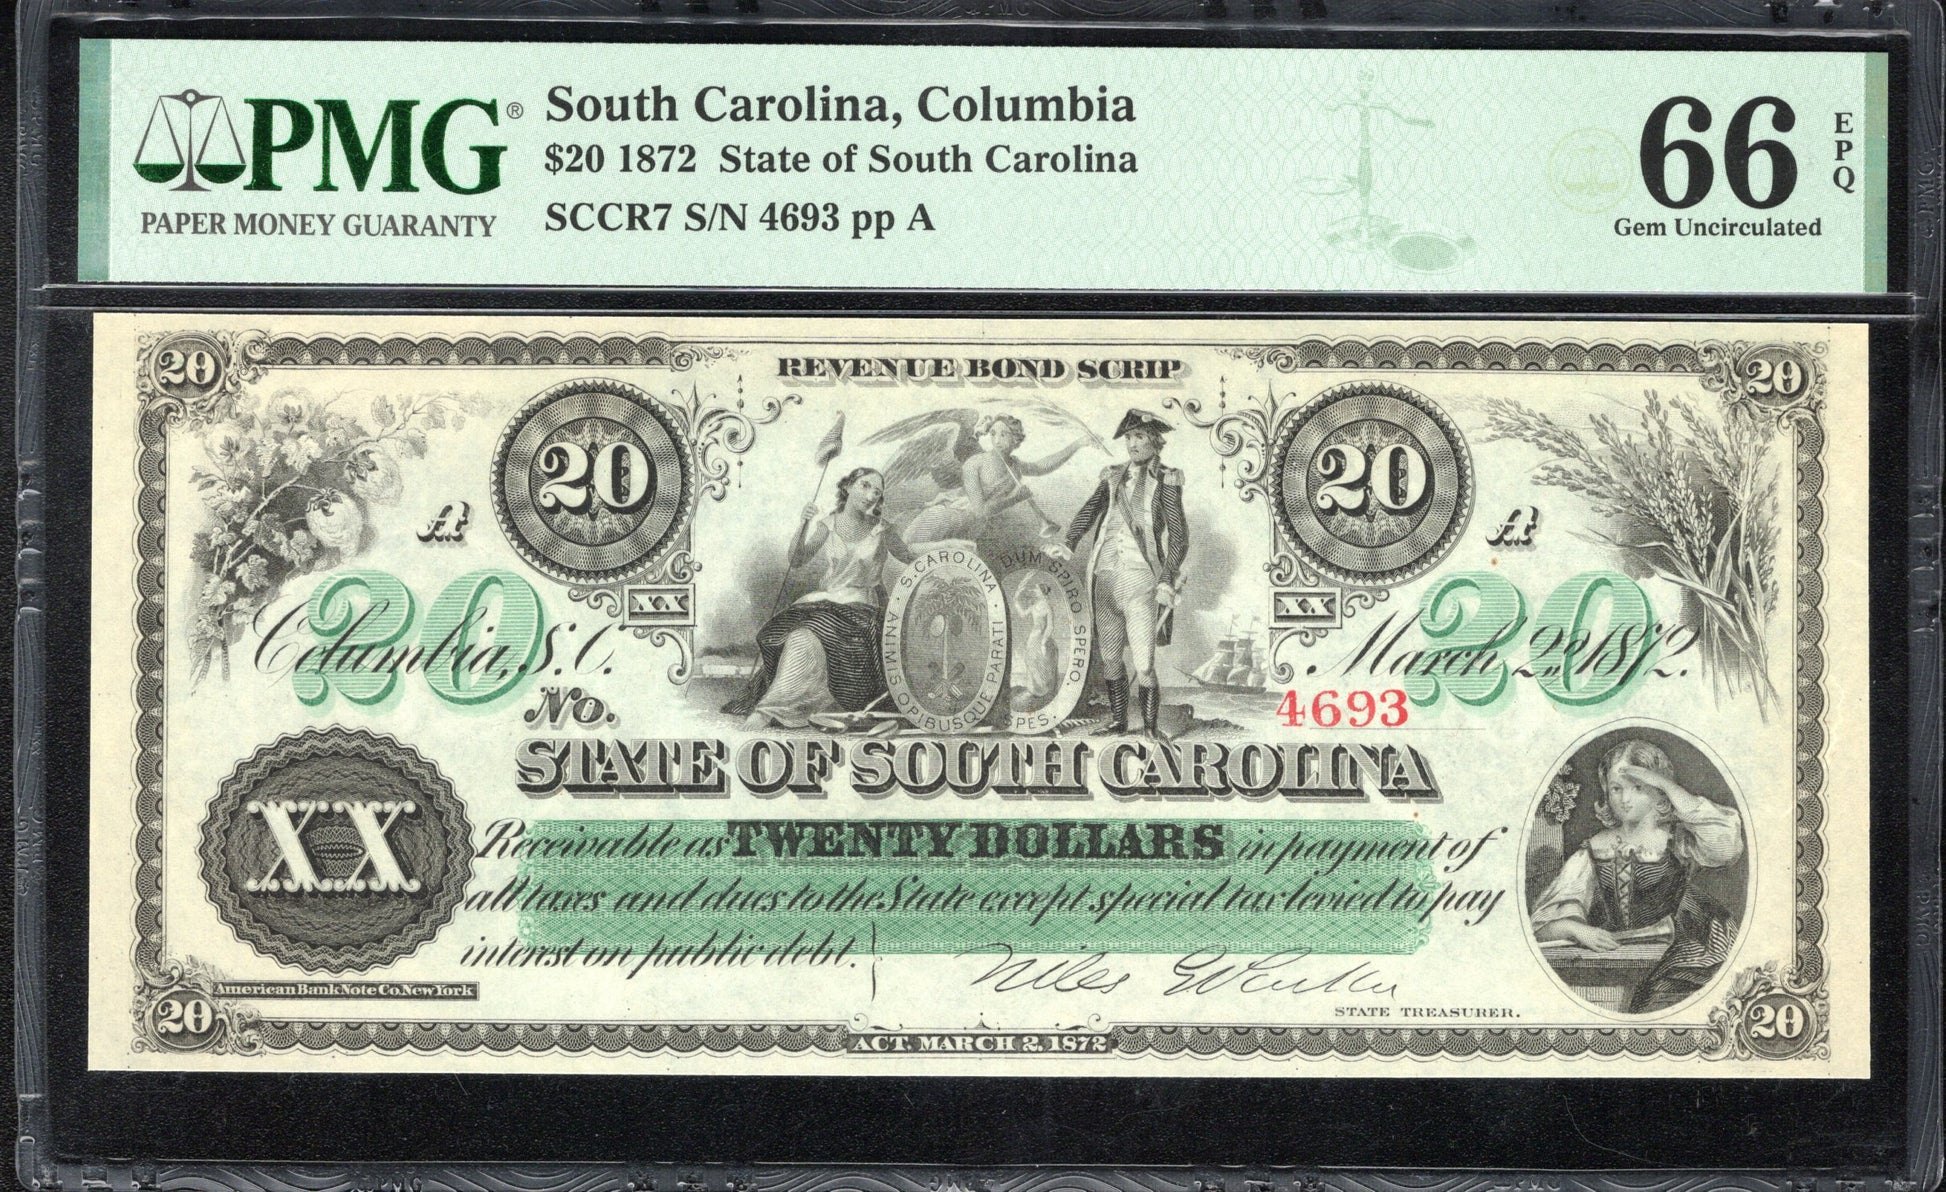 PMG®
PAPER MONEY GUARANTY
South Carolina, Columbia
$20 1872 State of South Carolina
SCCR7 S/N 4693 pp A
66
EPQ
Gem Uncirculated
20
REVENUE BOND SCRIP
20
20
20
A
A
XX
XX
S. CAROLINA. ANIMIS OPIBUSQUE PARATI
DUM SPIRO SPERO. SPES.
20
20
Columbia, S.C.
March, 2nd 1872.
No.
4693
STATE OF SOUTH CAROLINA
XX
Receivable as TWENTY DOLLARS in payment of
all taxes and dues to the State except special tax levied to pay
interest on public debt.
Niles G Parker
STATE TREASURER.
American Bank Note Co. New York
20
ACT. MARCH 2. 1872
20